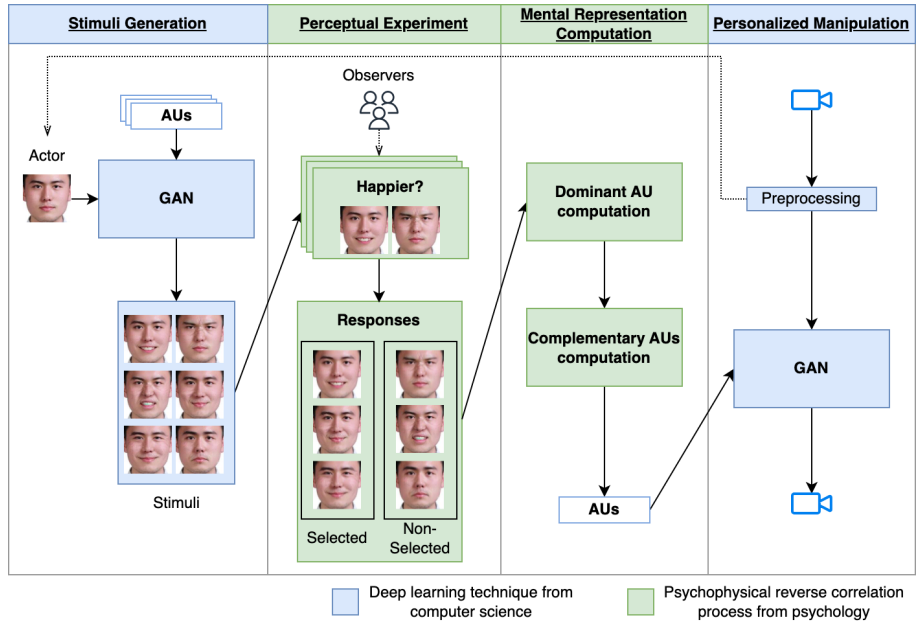 Stimuli Generation
Perceptual Experiment
Mental Representation
Computation
Personalized Manipulation
Observers
AUs
Actor
GAN
Happier?
Dominant AU
computation
Preprocessing
Responses
Complementary AUs
computation
GAN
Stimuli
Selected
Non-
Selected
AUs
Deep learning technique from
computer science
Psychophysical reverse correlation
process from psychology